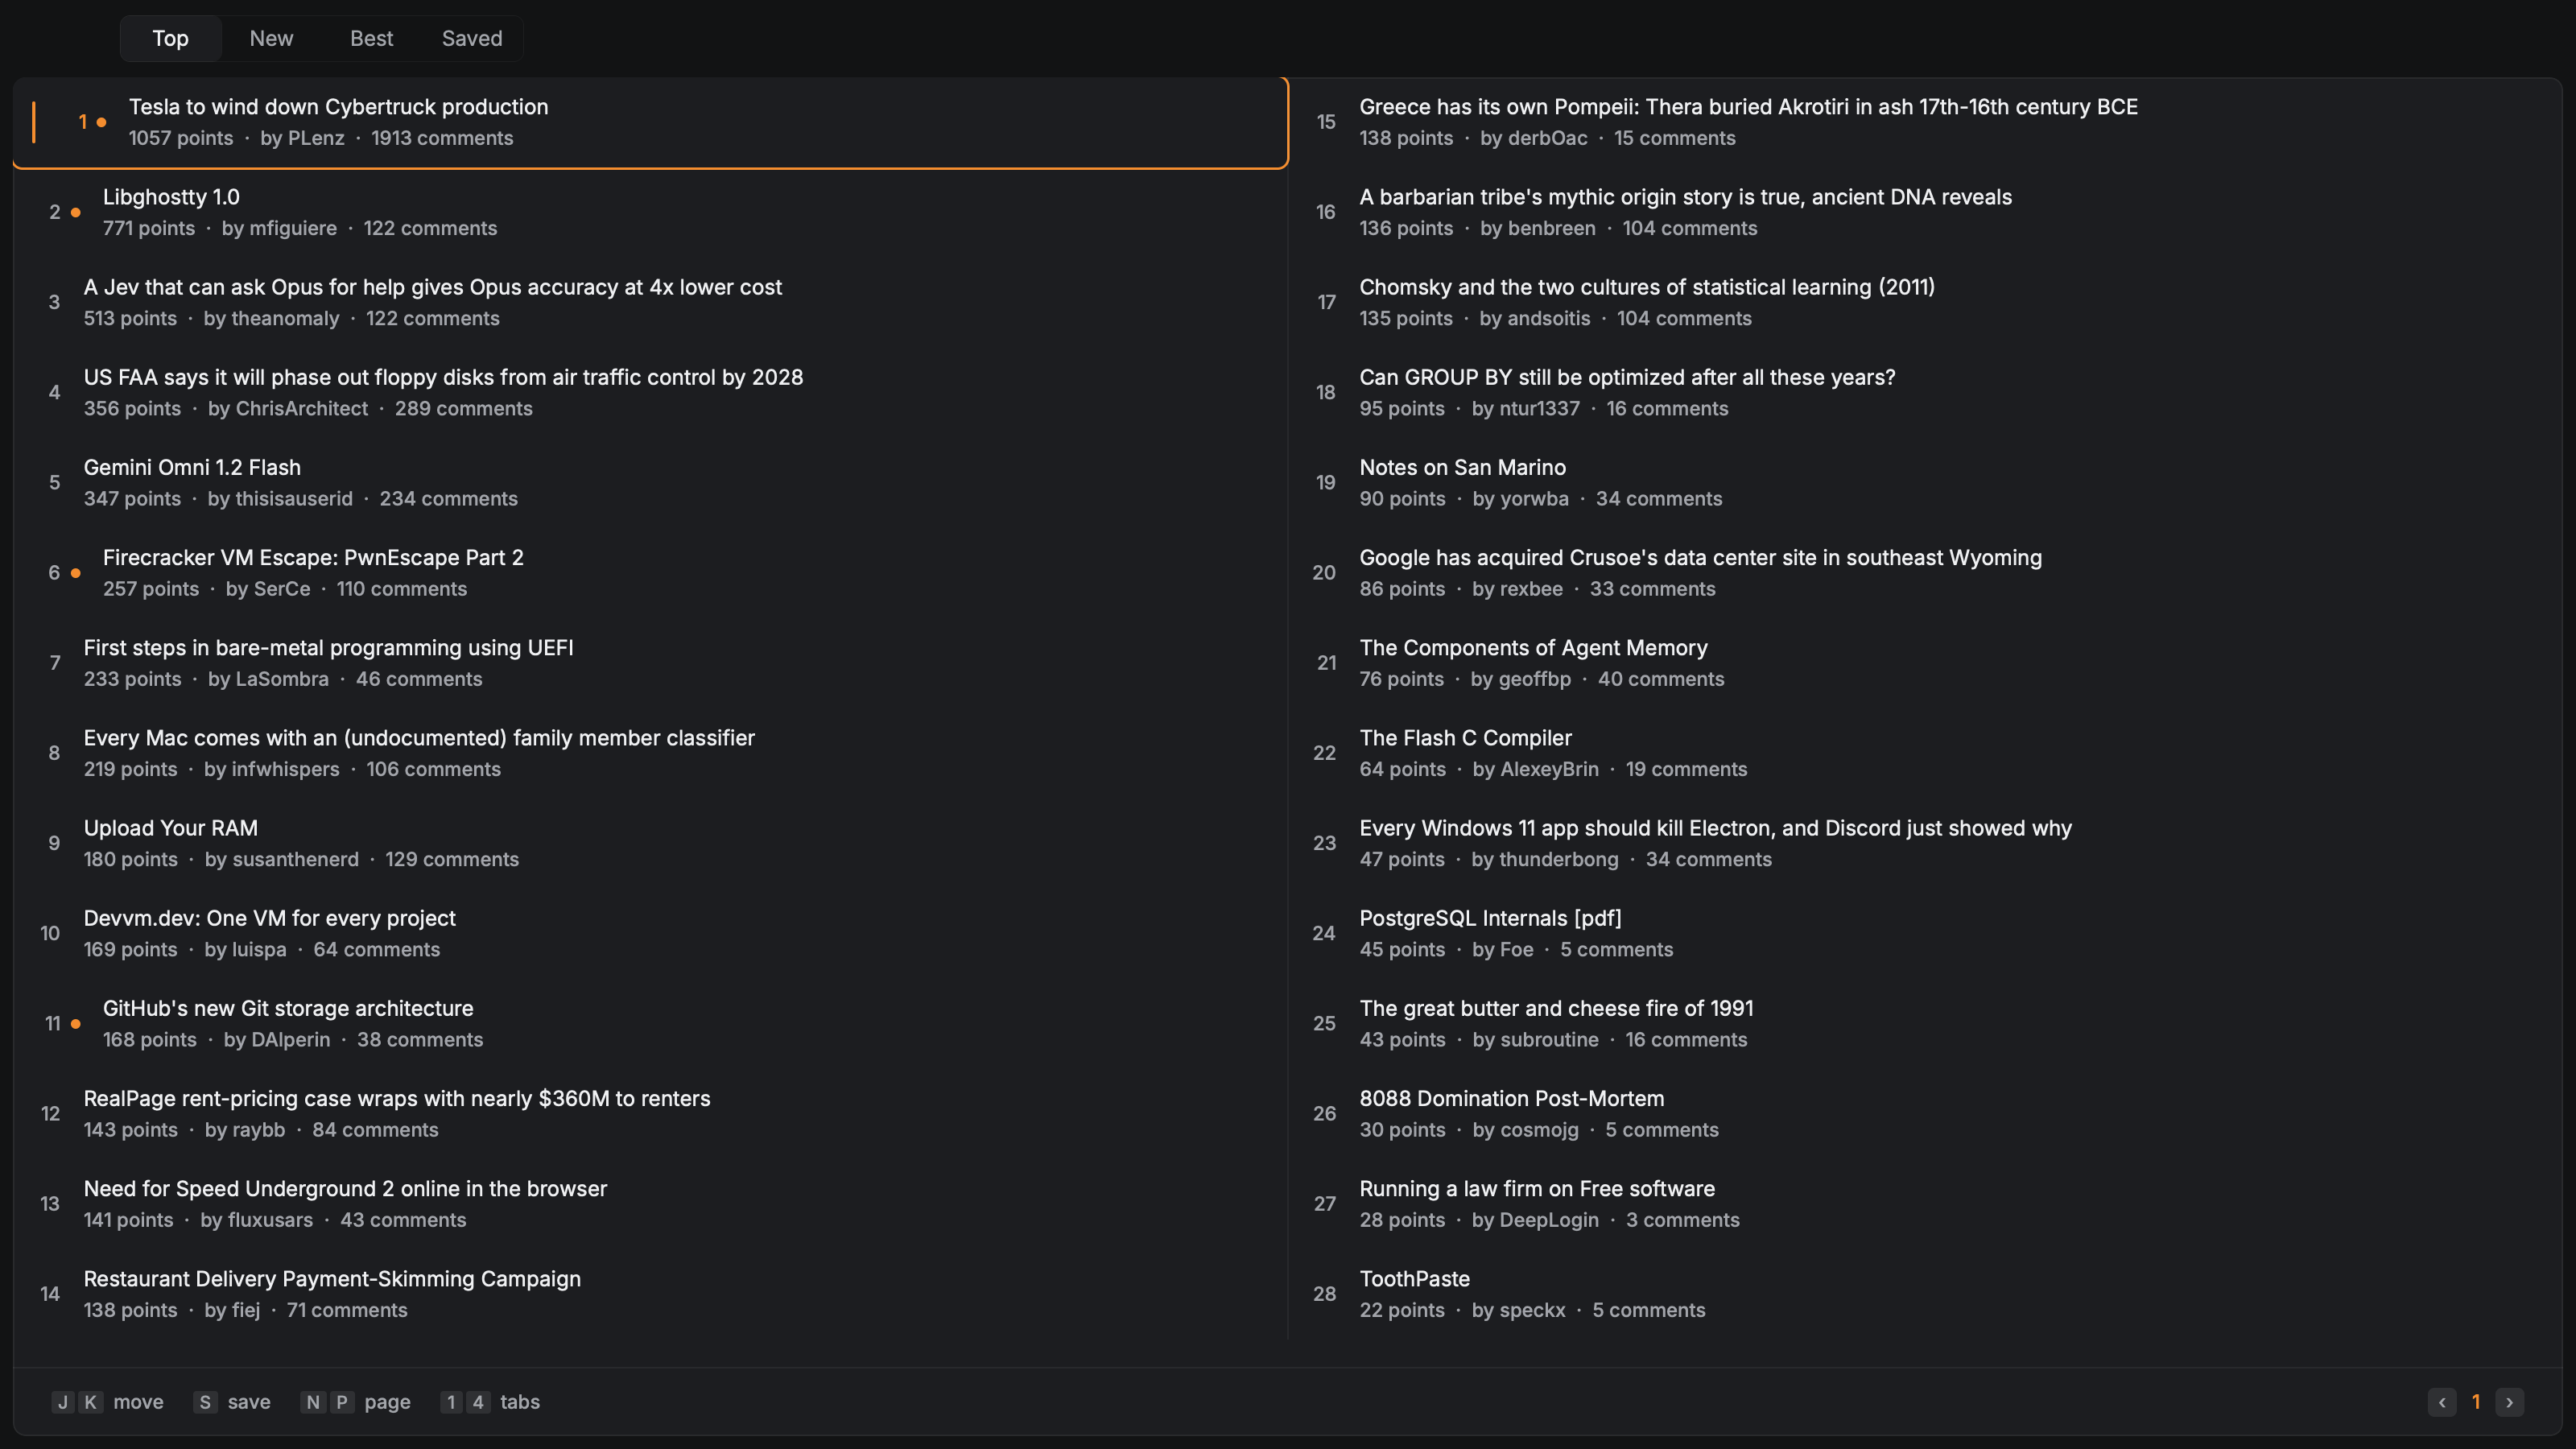 Top New Best Saved
1 Tesla to wind down Cybertruck production
1057 points · by PLenz · 1913 comments
2 Libghostty 1.0
771 points · by mfiguiere · 122 comments
3 A Jev that can ask Opus for help gives Opus accuracy at 4x lower cost
513 points · by theanomaly · 122 comments
4 US FAA says it will phase out floppy disks from air traffic control by 2028
356 points · by ChrisArchitect · 289 comments
5 Gemini Omni 1.2 Flash
347 points · by thisisauserid · 234 comments
6 Firecracker VM Escape: PwnEscape Part 2
257 points · by SerCe · 110 comments
7 First steps in bare-metal programming using UEFI
233 points · by LaSombra · 46 comments
8 Every Mac comes with an (undocumented) family member classifier
219 points · by infwhispers · 106 comments
9 Upload Your RAM
180 points · by susanthenerd · 129 comments
10 Devvm.dev: One VM for every project
169 points · by luispa · 64 comments
11 GitHub's new Git storage architecture
168 points · by DAlperin · 38 comments
12 RealPage rent-pricing case wraps with nearly $360M to renters
143 points · by raybb · 84 comments
13 Need for Speed Underground 2 online in the browser
141 points · by fluxusars · 43 comments
14 Restaurant Delivery Payment-Skimming Campaign
138 points · by fiej · 71 comments
15 Greece has its own Pompeii: Thera buried Akrotiri in ash 17th-16th century BCE
138 points · by derbOac · 15 comments
16 A barbarian tribe's mythic origin story is true, ancient DNA reveals
136 points · by benbreen · 104 comments
17 Chomsky and the two cultures of statistical learning (2011)
135 points · by andsoitis · 104 comments
18 Can GROUP BY still be optimized after all these years?
95 points · by ntur1337 · 16 comments
19 Notes on San Marino
90 points · by yorwba · 34 comments
20 Google has acquired Crusoe's data center site in southeast Wyoming
86 points · by rexbee · 33 comments
21 The Components of Agent Memory
76 points · by geoffbp · 40 comments
22 The Flash C Compiler
64 points · by AlexeyBrin · 19 comments
23 Every Windows 11 app should kill Electron, and Discord just showed why
47 points · by thunderbong · 34 comments
24 PostgreSQL Internals [pdf]
45 points · by Foe · 5 comments
25 The great butter and cheese fire of 1991
43 points · by subroutine · 16 comments
26 8088 Domination Post-Mortem
30 points · by cosmojg · 5 comments
27 Running a law firm on Free software
28 points · by DeepLogin · 3 comments
28 ToothPaste
22 points · by speckx · 5 comments
J K move S save N P page 1 4 tabs ‹ 1 ›